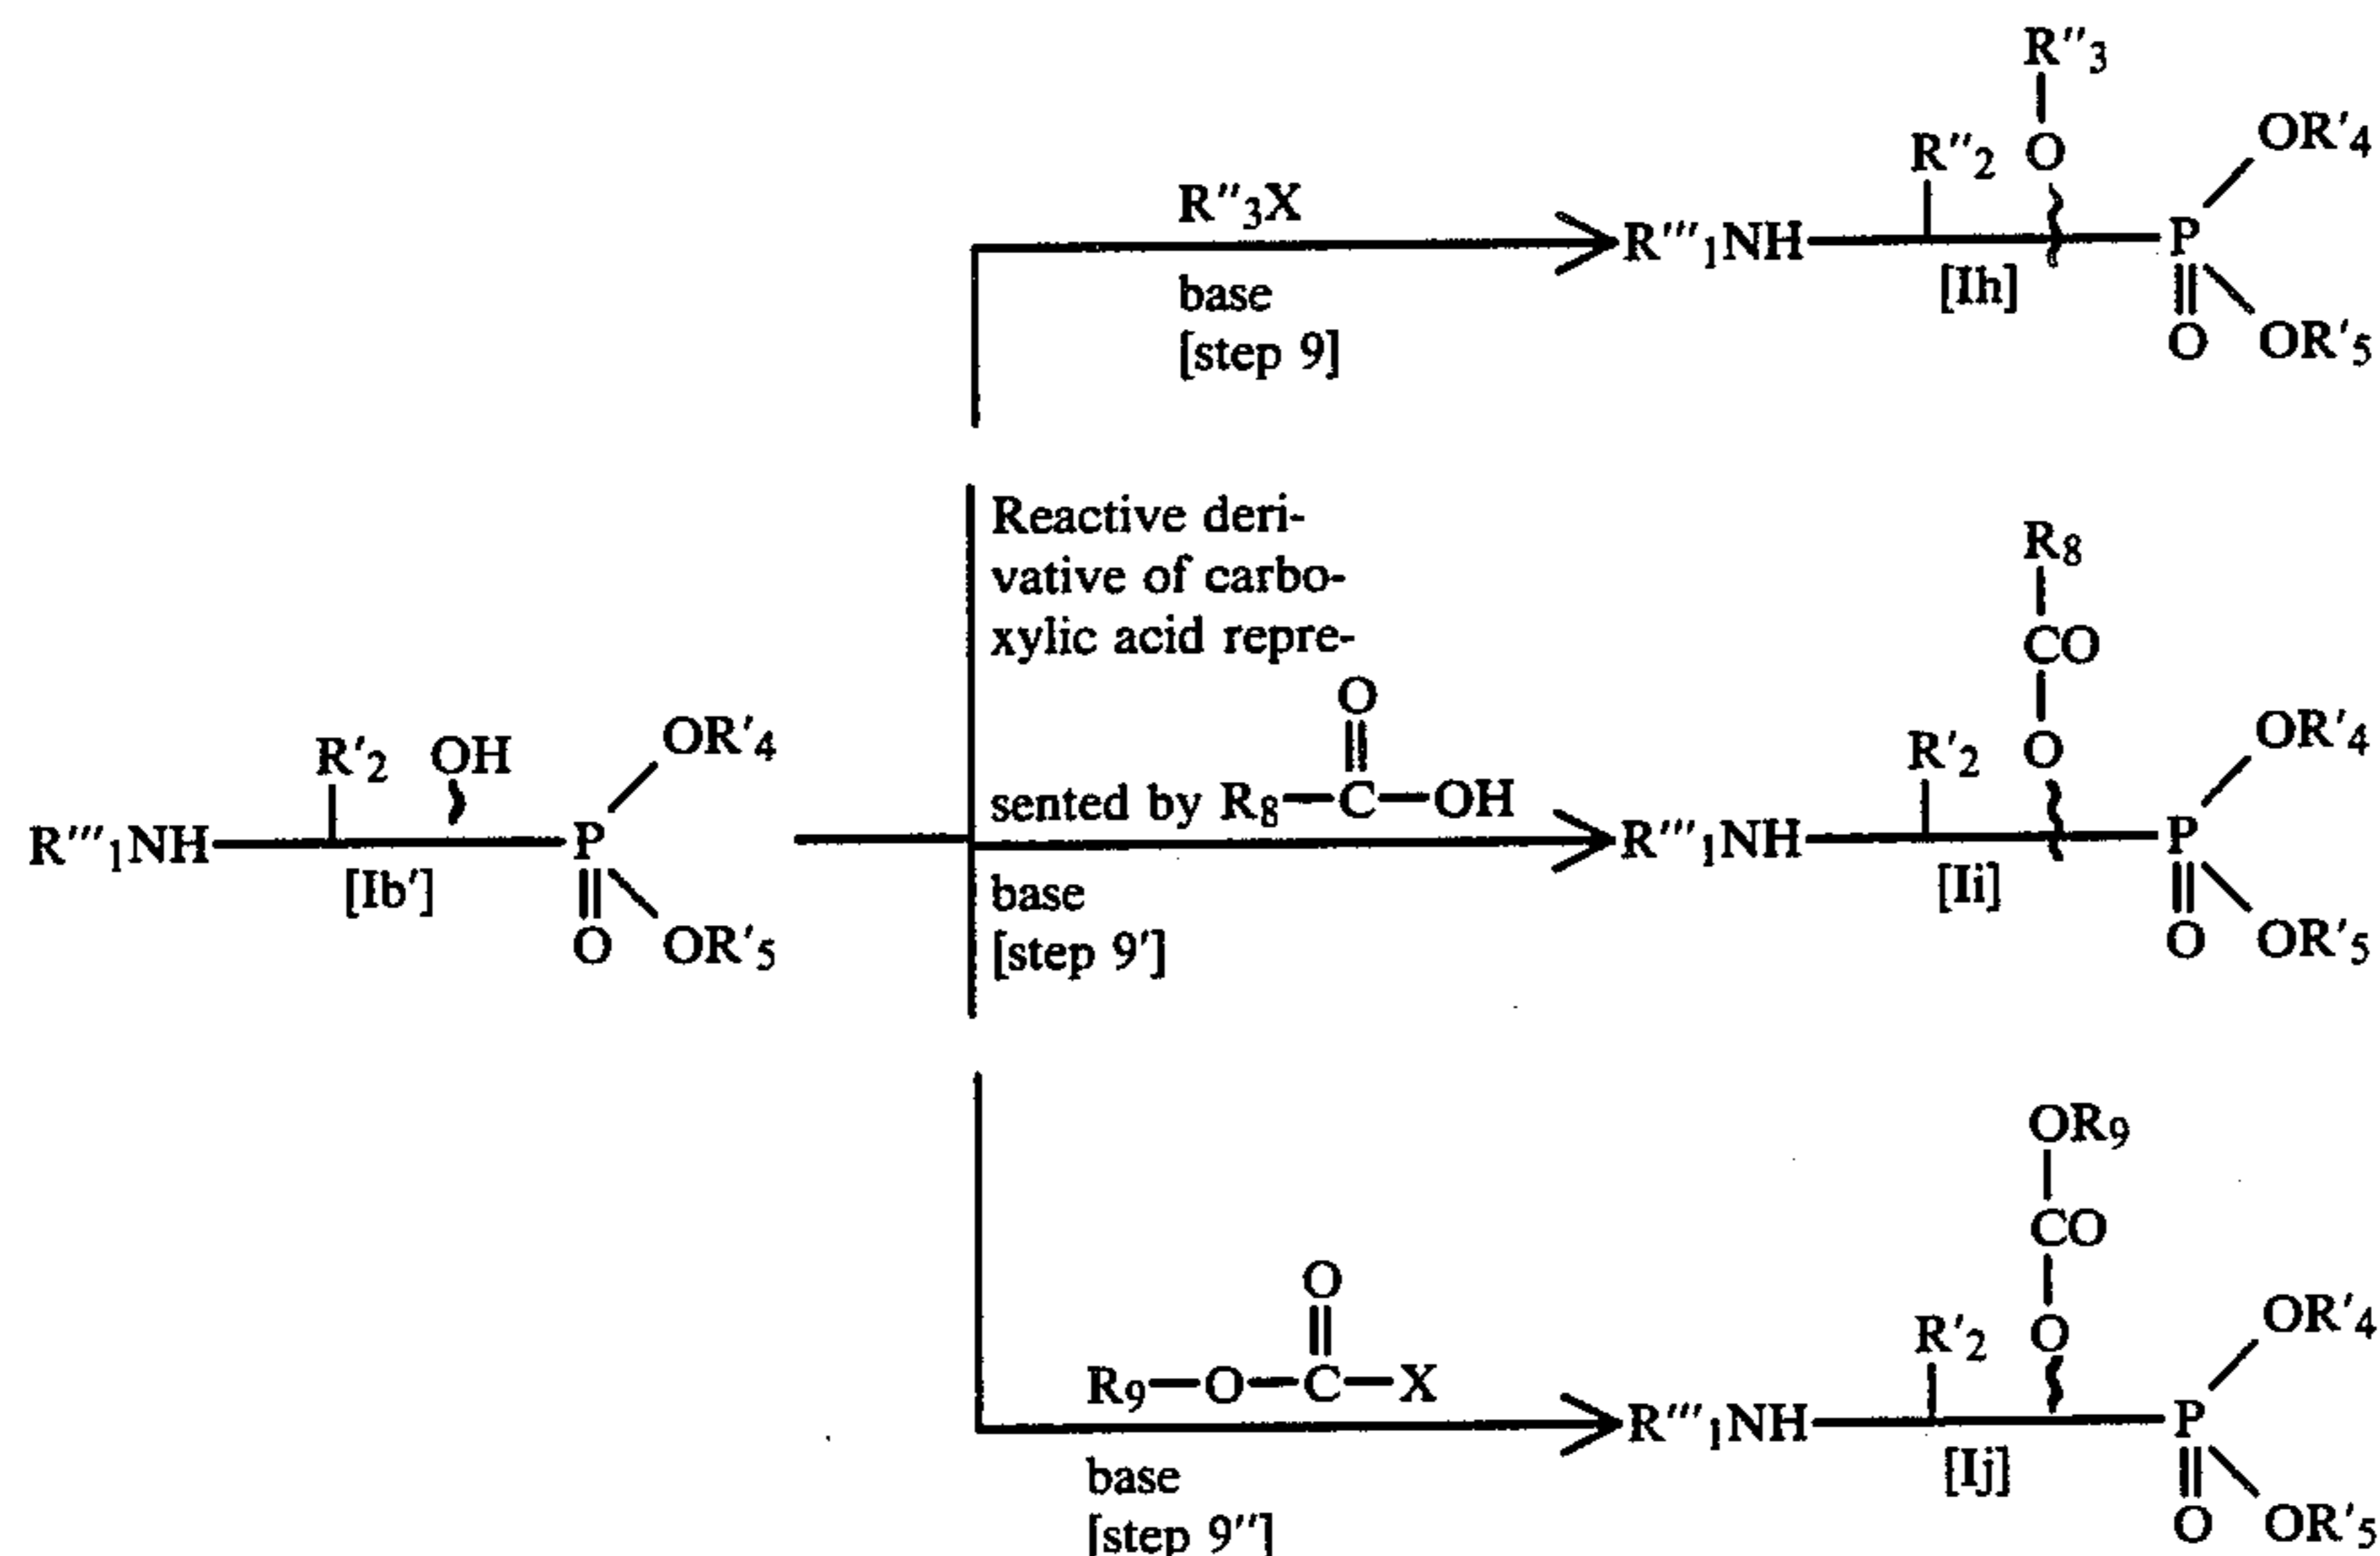 R″₃
R″₂ O OR′₄
R″₃X
R‴₁NH P
base [Ih]
[step 9] O OR′₅
Reactive deri-
vative of carbo-
xylic acid repre-
R₈
CO
O
R′₂ OH OR′₄
sented by R₈—C—OH
R′₂ O OR′₄
R‴₁NH P
[Ib′]
O OR′₅
R‴₁NH P
base [Ii]
[step 9′] O OR′₅
OR₉
CO
O
R₉—O—C—X
R′₂ O OR′₄
R‴₁NH P
base [Ij]
[step 9″] O OR′₅